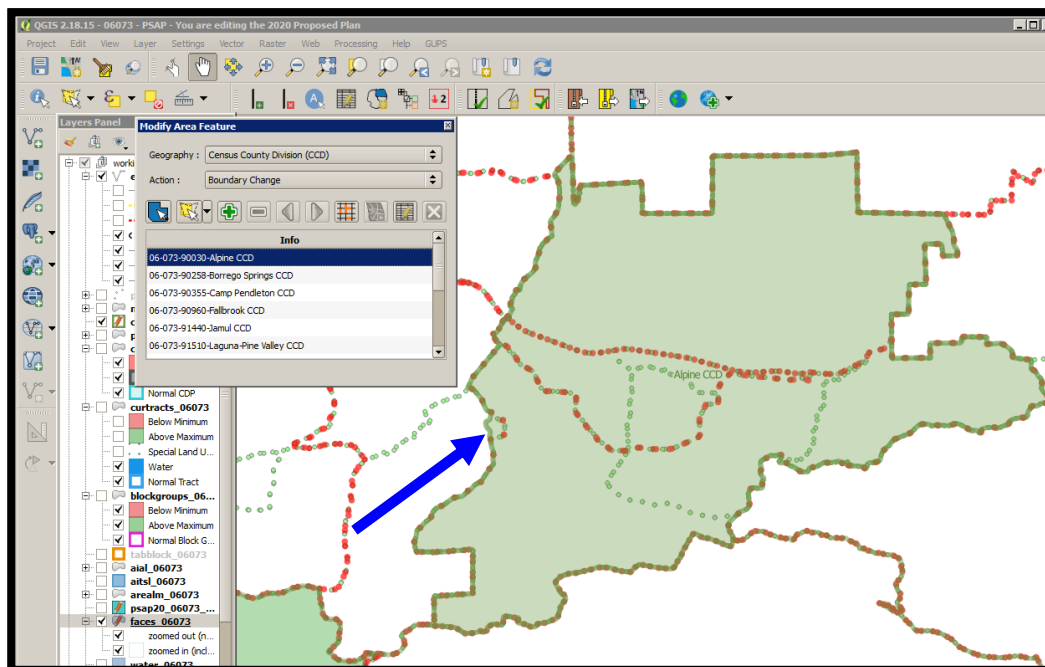 QGIS 2.18.15 - 06073 - PSAP - You are editing the 2020 Proposed Plan
Project Edit View Layer Settings Vector Raster Web Processing Help GUPS
Layers Panel
Modify Area Feature
Geography : Census County Division (CCD)
Action : Boundary Change
Info
06-073-90030-Alpine CCD
06-073-90258-Borrego Springs CCD
06-073-90355-Camp Pendleton CCD
06-073-90960-Fallbrook CCD
06-073-91440-Jamul CCD
06-073-91510-Laguna-Pine Valley CCD
Alpine CCD
worki
Normal CDP
curtracts_06073
Below Minimum
Above Maximum
Special Land U...
Water
Normal Tract
blockgroups_06...
Below Minimum
Above Maximum
Normal Block G...
tabblock_06073
aial_06073
aitsl_06073
arealm_06073
psap20_06073_...
faces_06073
zoomed out (n...
zoomed in (incl...
water_06073